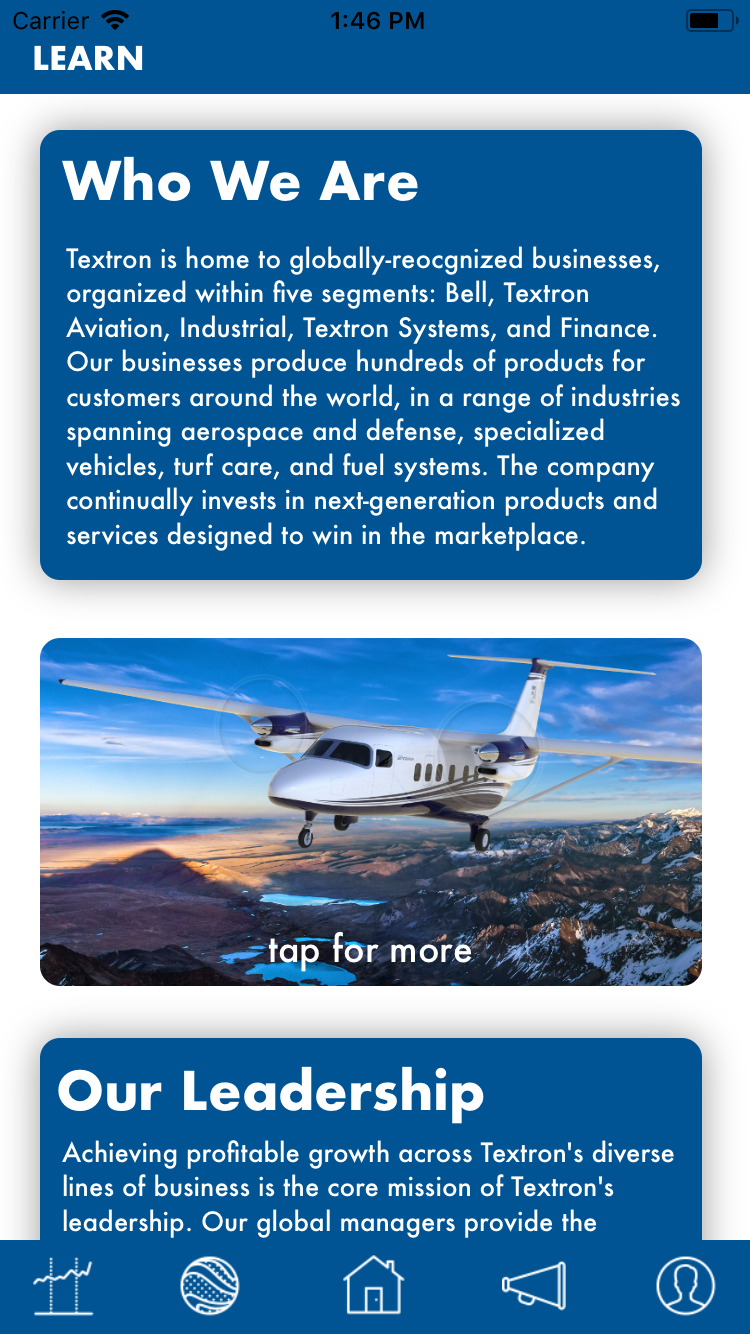 Carrier 1:46 PM
LEARN
Who We Are
Textron is home to globally-reocgnized businesses,
organized within five segments: Bell, Textron
Aviation, Industrial, Textron Systems, and Finance.
Our businesses produce hundreds of products for
customers around the world, in a range of industries
spanning aerospace and defense, specialized
vehicles, turf care, and fuel systems. The company
continually invests in next-generation products and
services designed to win in the marketplace.
tap for more
Our Leadership
Achieving profitable growth across Textron's diverse
lines of business is the core mission of Textron's
leadership. Our global managers provide the